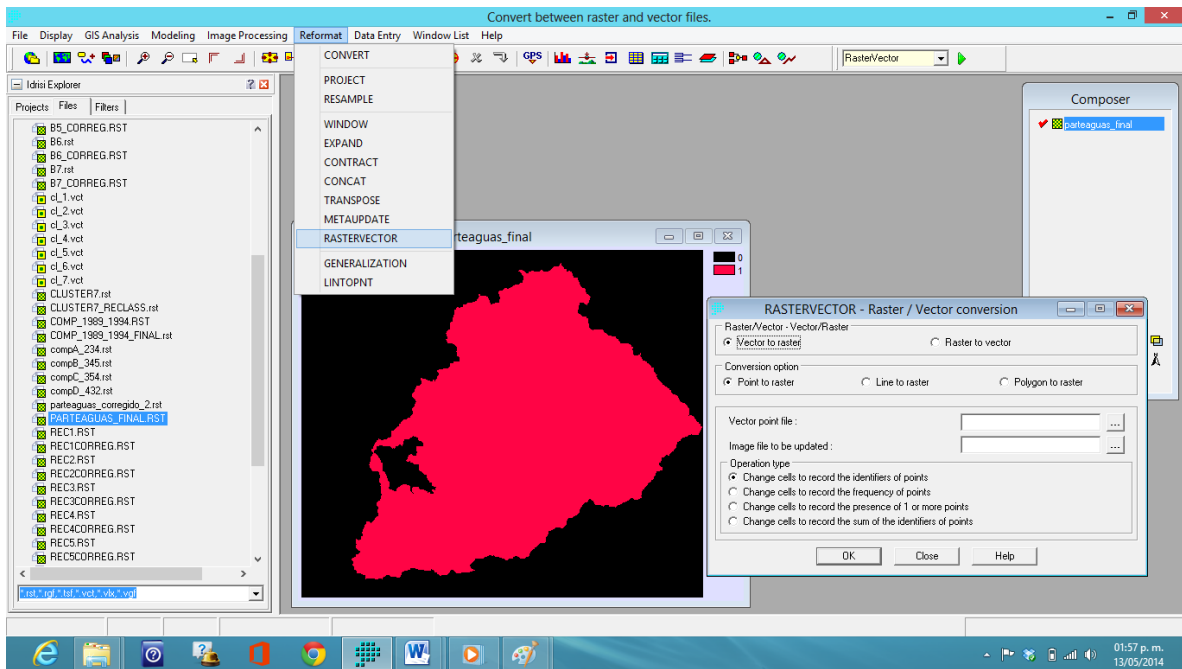 Convert between raster and vector files.
File Display GIS Analysis Modeling Image Processing Reformat Data Entry Window List Help
GPS
RasterVector
CONVERT
PROJECT
RESAMPLE
WINDOW
EXPAND
CONTRACT
CONCAT
TRANSPOSE
METAUPDATE
RASTERVECTOR
GENERALIZATION
LINTOPNT
Idrisi Explorer
Projects Files Filters
B5_CORREG.RST
B6.rst
B6_CORREG.RST
B7.rst
B7_CORREG.RST
cl_1.vct
cl_2.vct
cl_3.vct
cl_4.vct
cl_5.vct
cl_6.vct
cl_7.vct
CLUSTER7.rst
CLUSTER7_RECLASS.rst
COMP_1989_1994.RST
COMP_1989_1994_FINAL.rst
compA_234.rst
compB_345.rst
compC_354.rst
compD_432.rst
parteaguas_corregido_2.rst
PARTEAGUAS_FINAL.RST
REC1.RST
REC1CORREG.RST
REC2.RST
REC2CORREG.RST
REC3.RST
REC3CORREG.RST
REC4.RST
REC4CORREG.RST
REC5.RST
REC5CORREG.RST
*.rst,*.rgf,*.tsf,*.vct,*.vlx,*.vgf
rteaguas_final
0
1
Composer
parteaguas_final
RASTERVECTOR - Raster / Vector conversion
Raster/Vector - Vector/Raster
Vector to raster Raster to vector
Conversion option
Point to raster Line to raster Polygon to raster
Vector point file : ...
Image file to be updated : ...
Operation type
Change cells to record the identifiers of points
Change cells to record the frequency of points
Change cells to record the presence of 1 or more points
Change cells to record the sum of the identifiers of points
OK Close Help
01:57 p. m.
13/05/2014